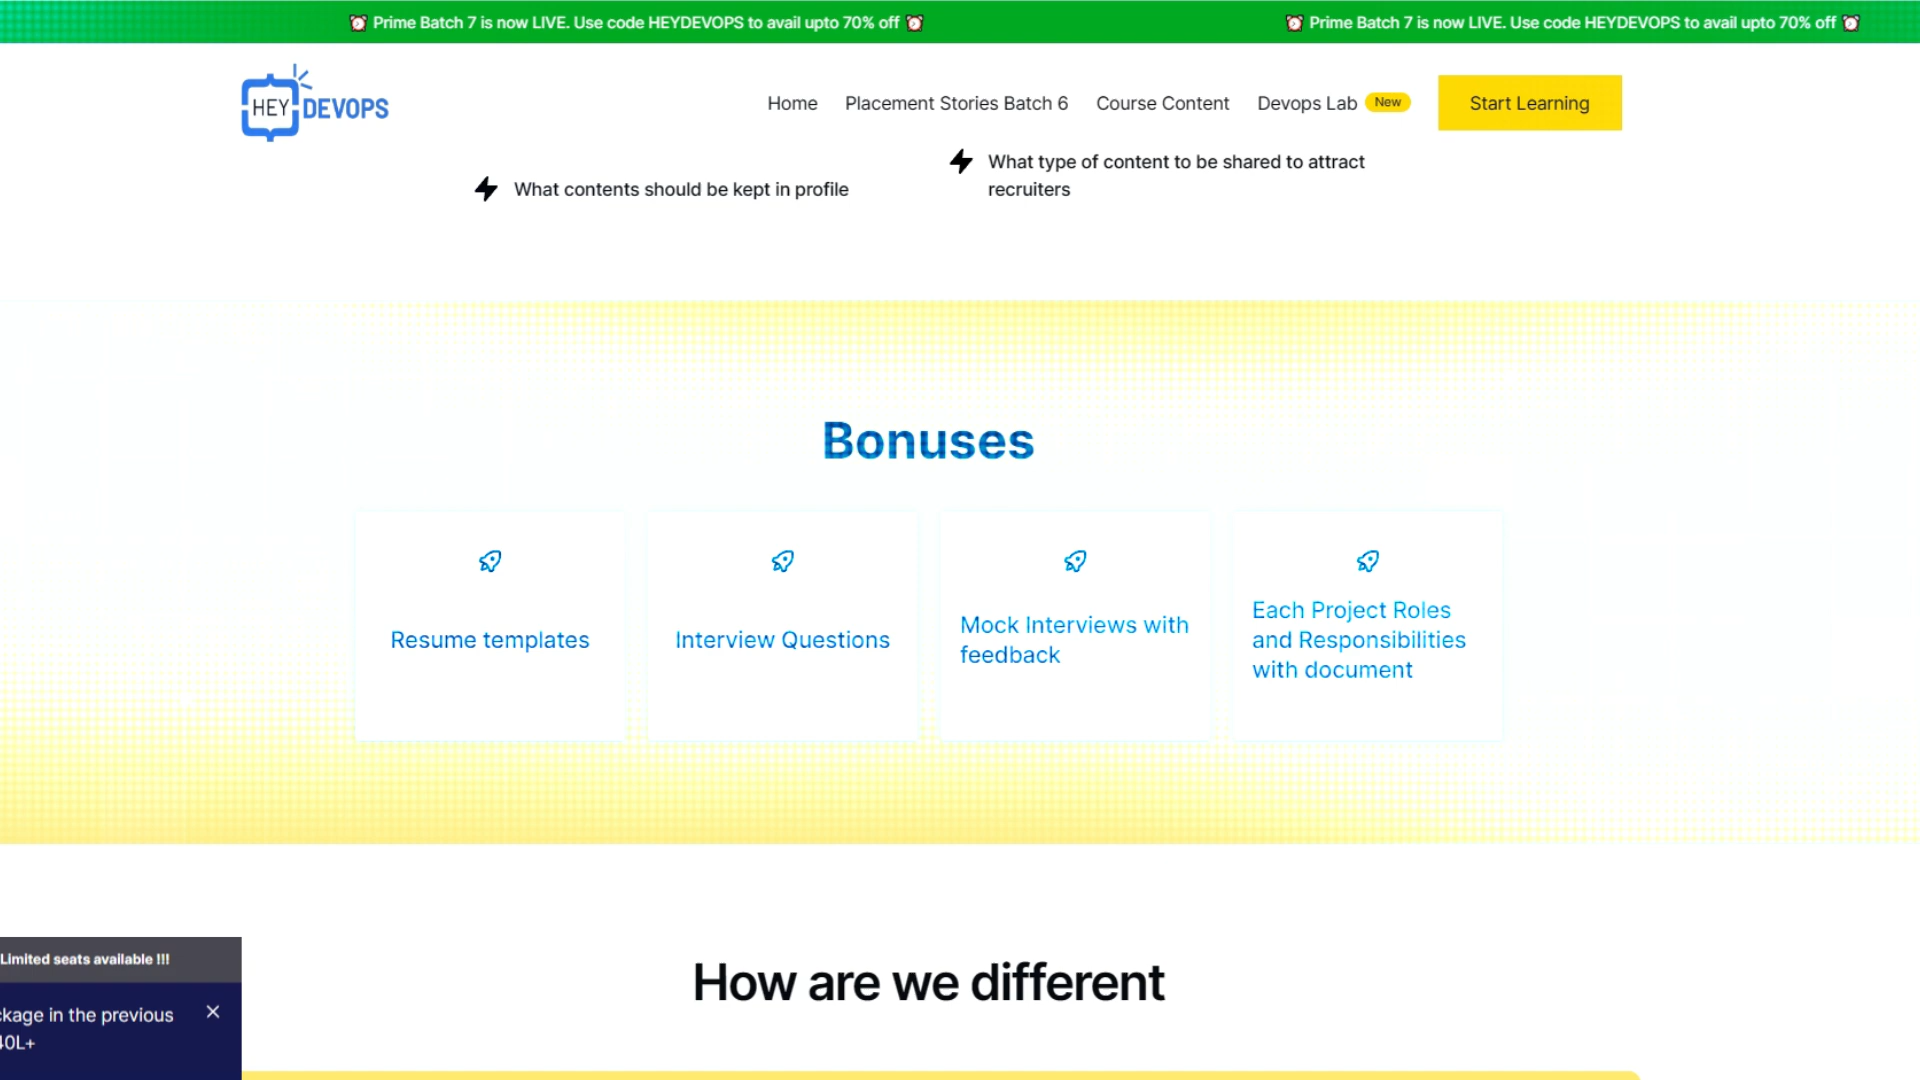 Prime Batch 7 is now LIVE. Use code HEYDEVOPS to avail upto 70% off
Prime Batch 7 is now LIVE. Use code HEYDEVOPS to avail upto 70% off
HEY DEVOPS
Home
Placement Stories Batch 6
Course Content
Devops Lab
New
Start Learning
What contents should be kept in profile
What type of content to be shared to attract
recruiters
Bonuses
Resume templates
Interview Questions
Mock Interviews with
feedback
Each Project Roles
and Responsibilities
with document
How are we different
Limited seats available !!!
in the previous